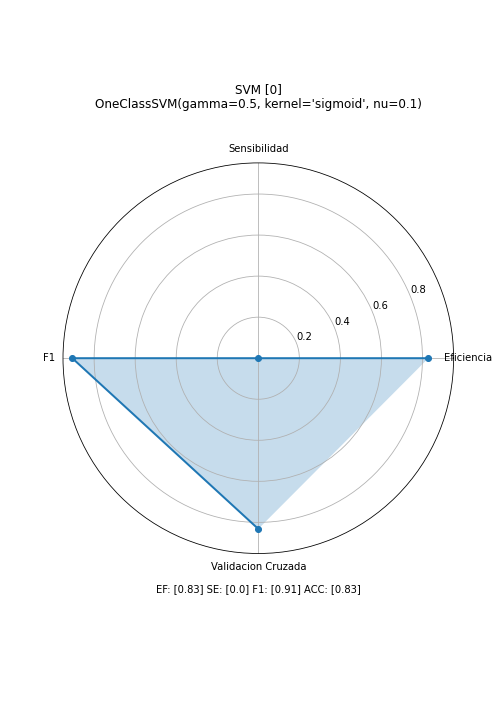 SVM [0]
OneClassSVM(gamma=0.5, kernel='sigmoid', nu=0.1)
Sensibilidad
0.8
0.6
0.4
0.2
F1
Eficiencia
Validacion Cruzada
EF: [0.83] SE: [0.0] F1: [0.91] ACC: [0.83]